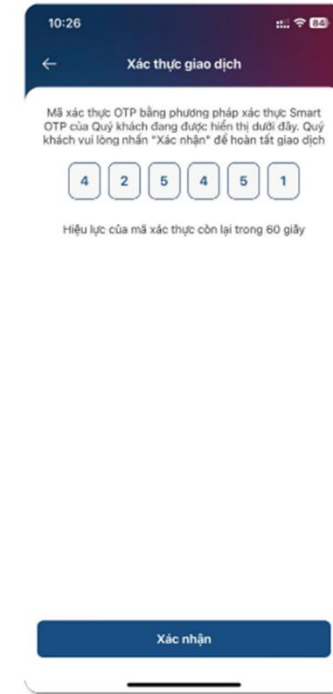 10:26
84
Xác thực giao dịch
Mã xác thực OTP bằng phương pháp xác thực Smart
OTP của Quý khách đang được hiển thị dưới đây. Quý
khách vui lòng nhấn "Xác nhận" để hoàn tất giao dịch
4 2 5 4 5 1
Hiệu lực của mã xác thực còn lại trong 60 giây
Xác nhận